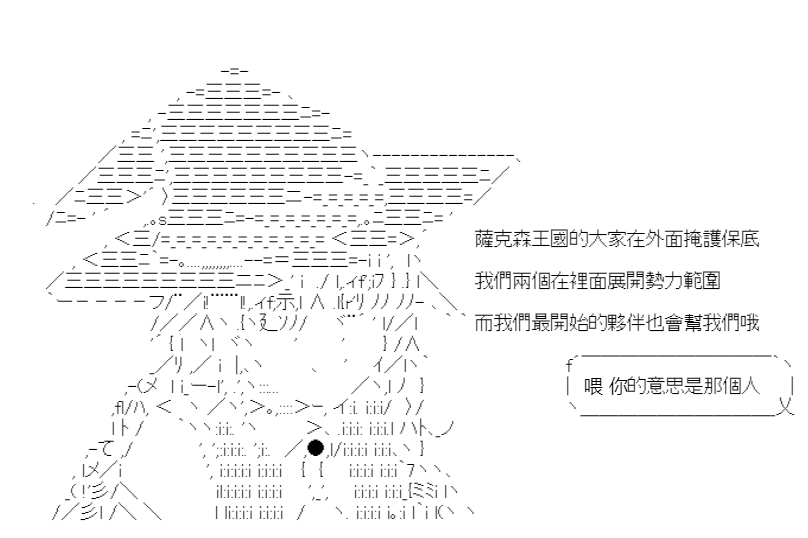 薩克森王國的大家在外面掩護保底
我們兩個在裡面展開勢力範圍
而我們最開始的夥伴也會幫我們哦
喂 你的意思是那個人